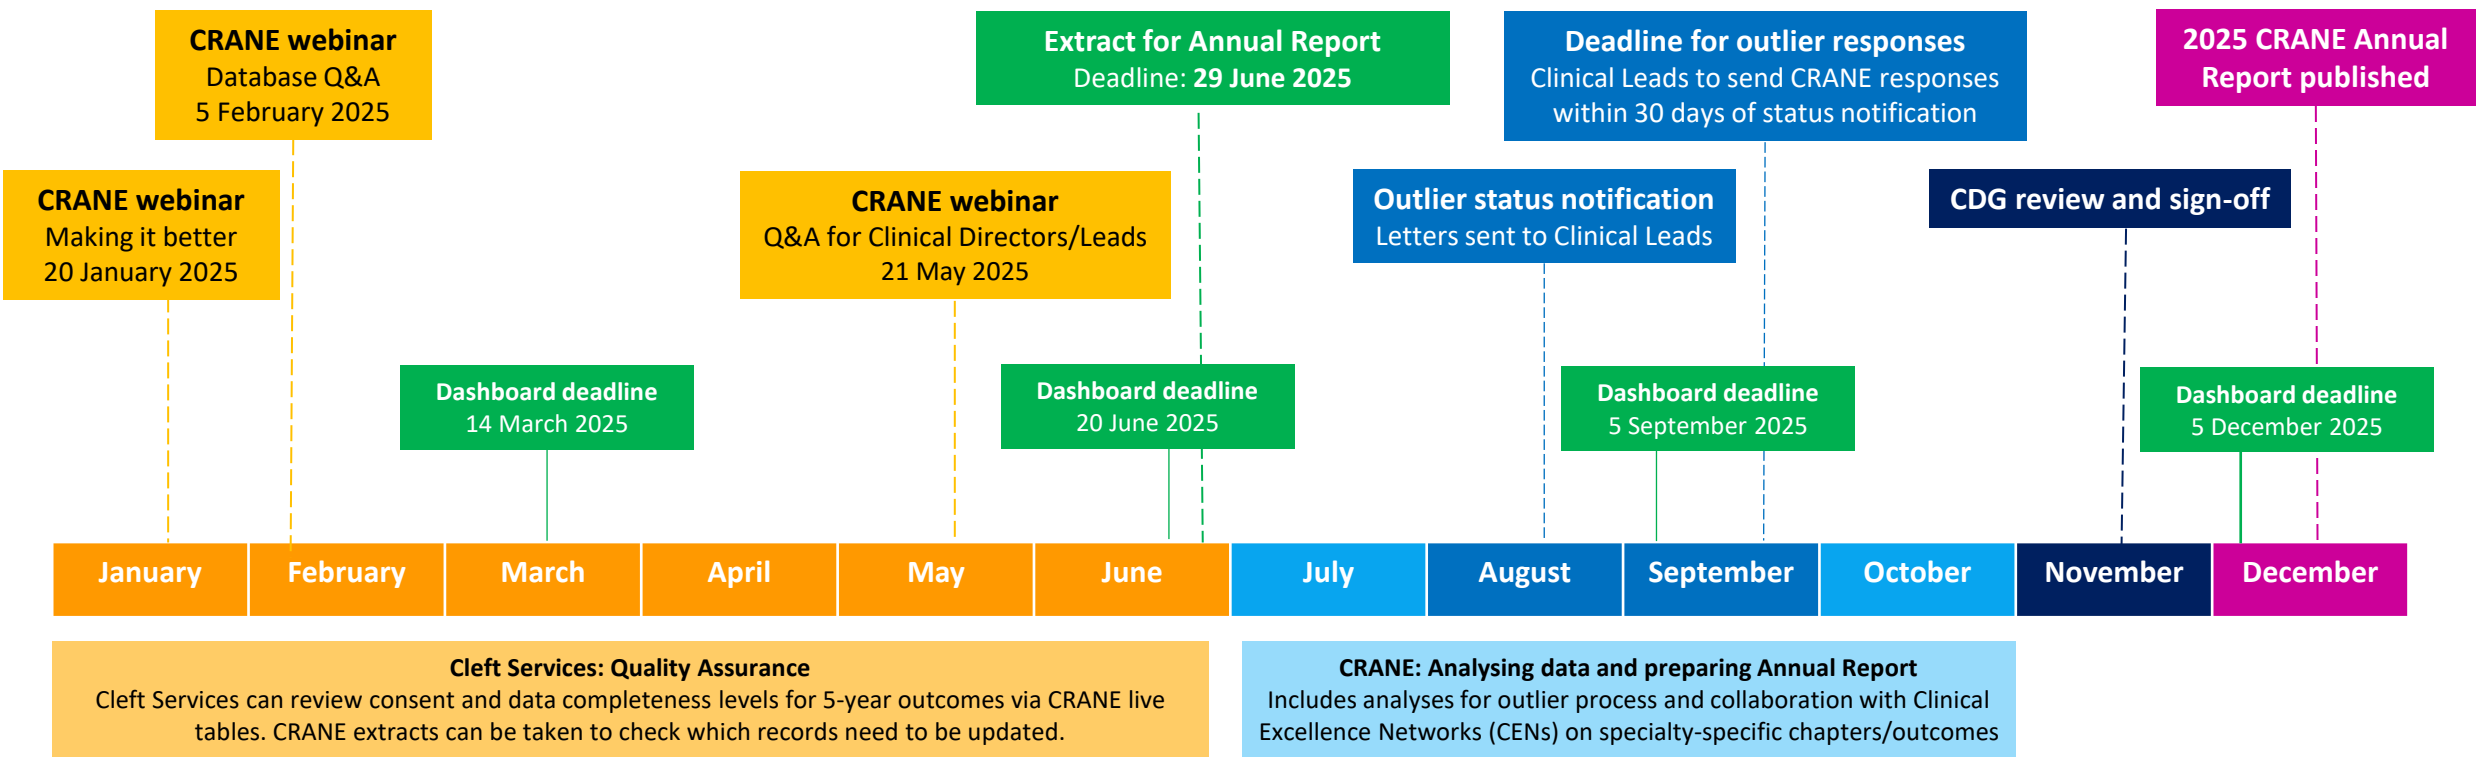 CRANE webinar
Database Q&A
5 February 2025
Extract for Annual Report
Deadline: 29 June 2025
Deadline for outlier responses
Clinical Leads to send CRANE responses
within 30 days of status notification
2025 CRANE Annual
Report published
CRANE webinar
Making it better
20 January 2025
CRANE webinar
Q&A for Clinical Directors/Leads
21 May 2025
Outlier status notification
Letters sent to Clinical Leads
CDG review and sign-off
Dashboard deadline
14 March 2025
Dashboard deadline
20 June 2025
Dashboard deadline
5 September 2025
Dashboard deadline
5 December 2025
January
February
March
April
May
June
July
August
September
October
November
December
Cleft Services: Quality Assurance
Cleft Services can review consent and data completeness levels for 5-year outcomes via CRANE live
tables. CRANE extracts can be taken to check which records need to be updated.
CRANE: Analysing data and preparing Annual Report
Includes analyses for outlier process and collaboration with Clinical
Excellence Networks (CENs) on specialty-specific chapters/outcomes